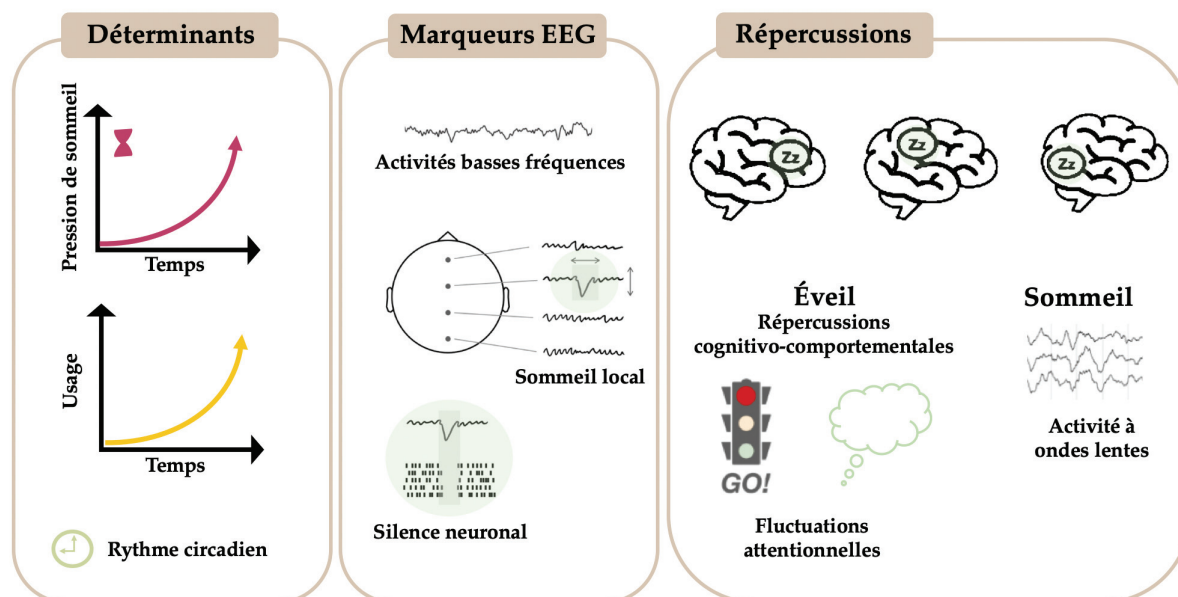 Déterminants
Pression de sommeil
Temps
Usage
Temps
Rythme circadien
Marqueurs EEG
Activités basses fréquences
Sommeil local
Silence neuronal
Répercussions
Zz
Zz
Zz
Éveil
Répercussions
cognitivo-comportementales
GO!
Fluctuations
attentionnelles
Sommeil
Activité à
ondes lentes